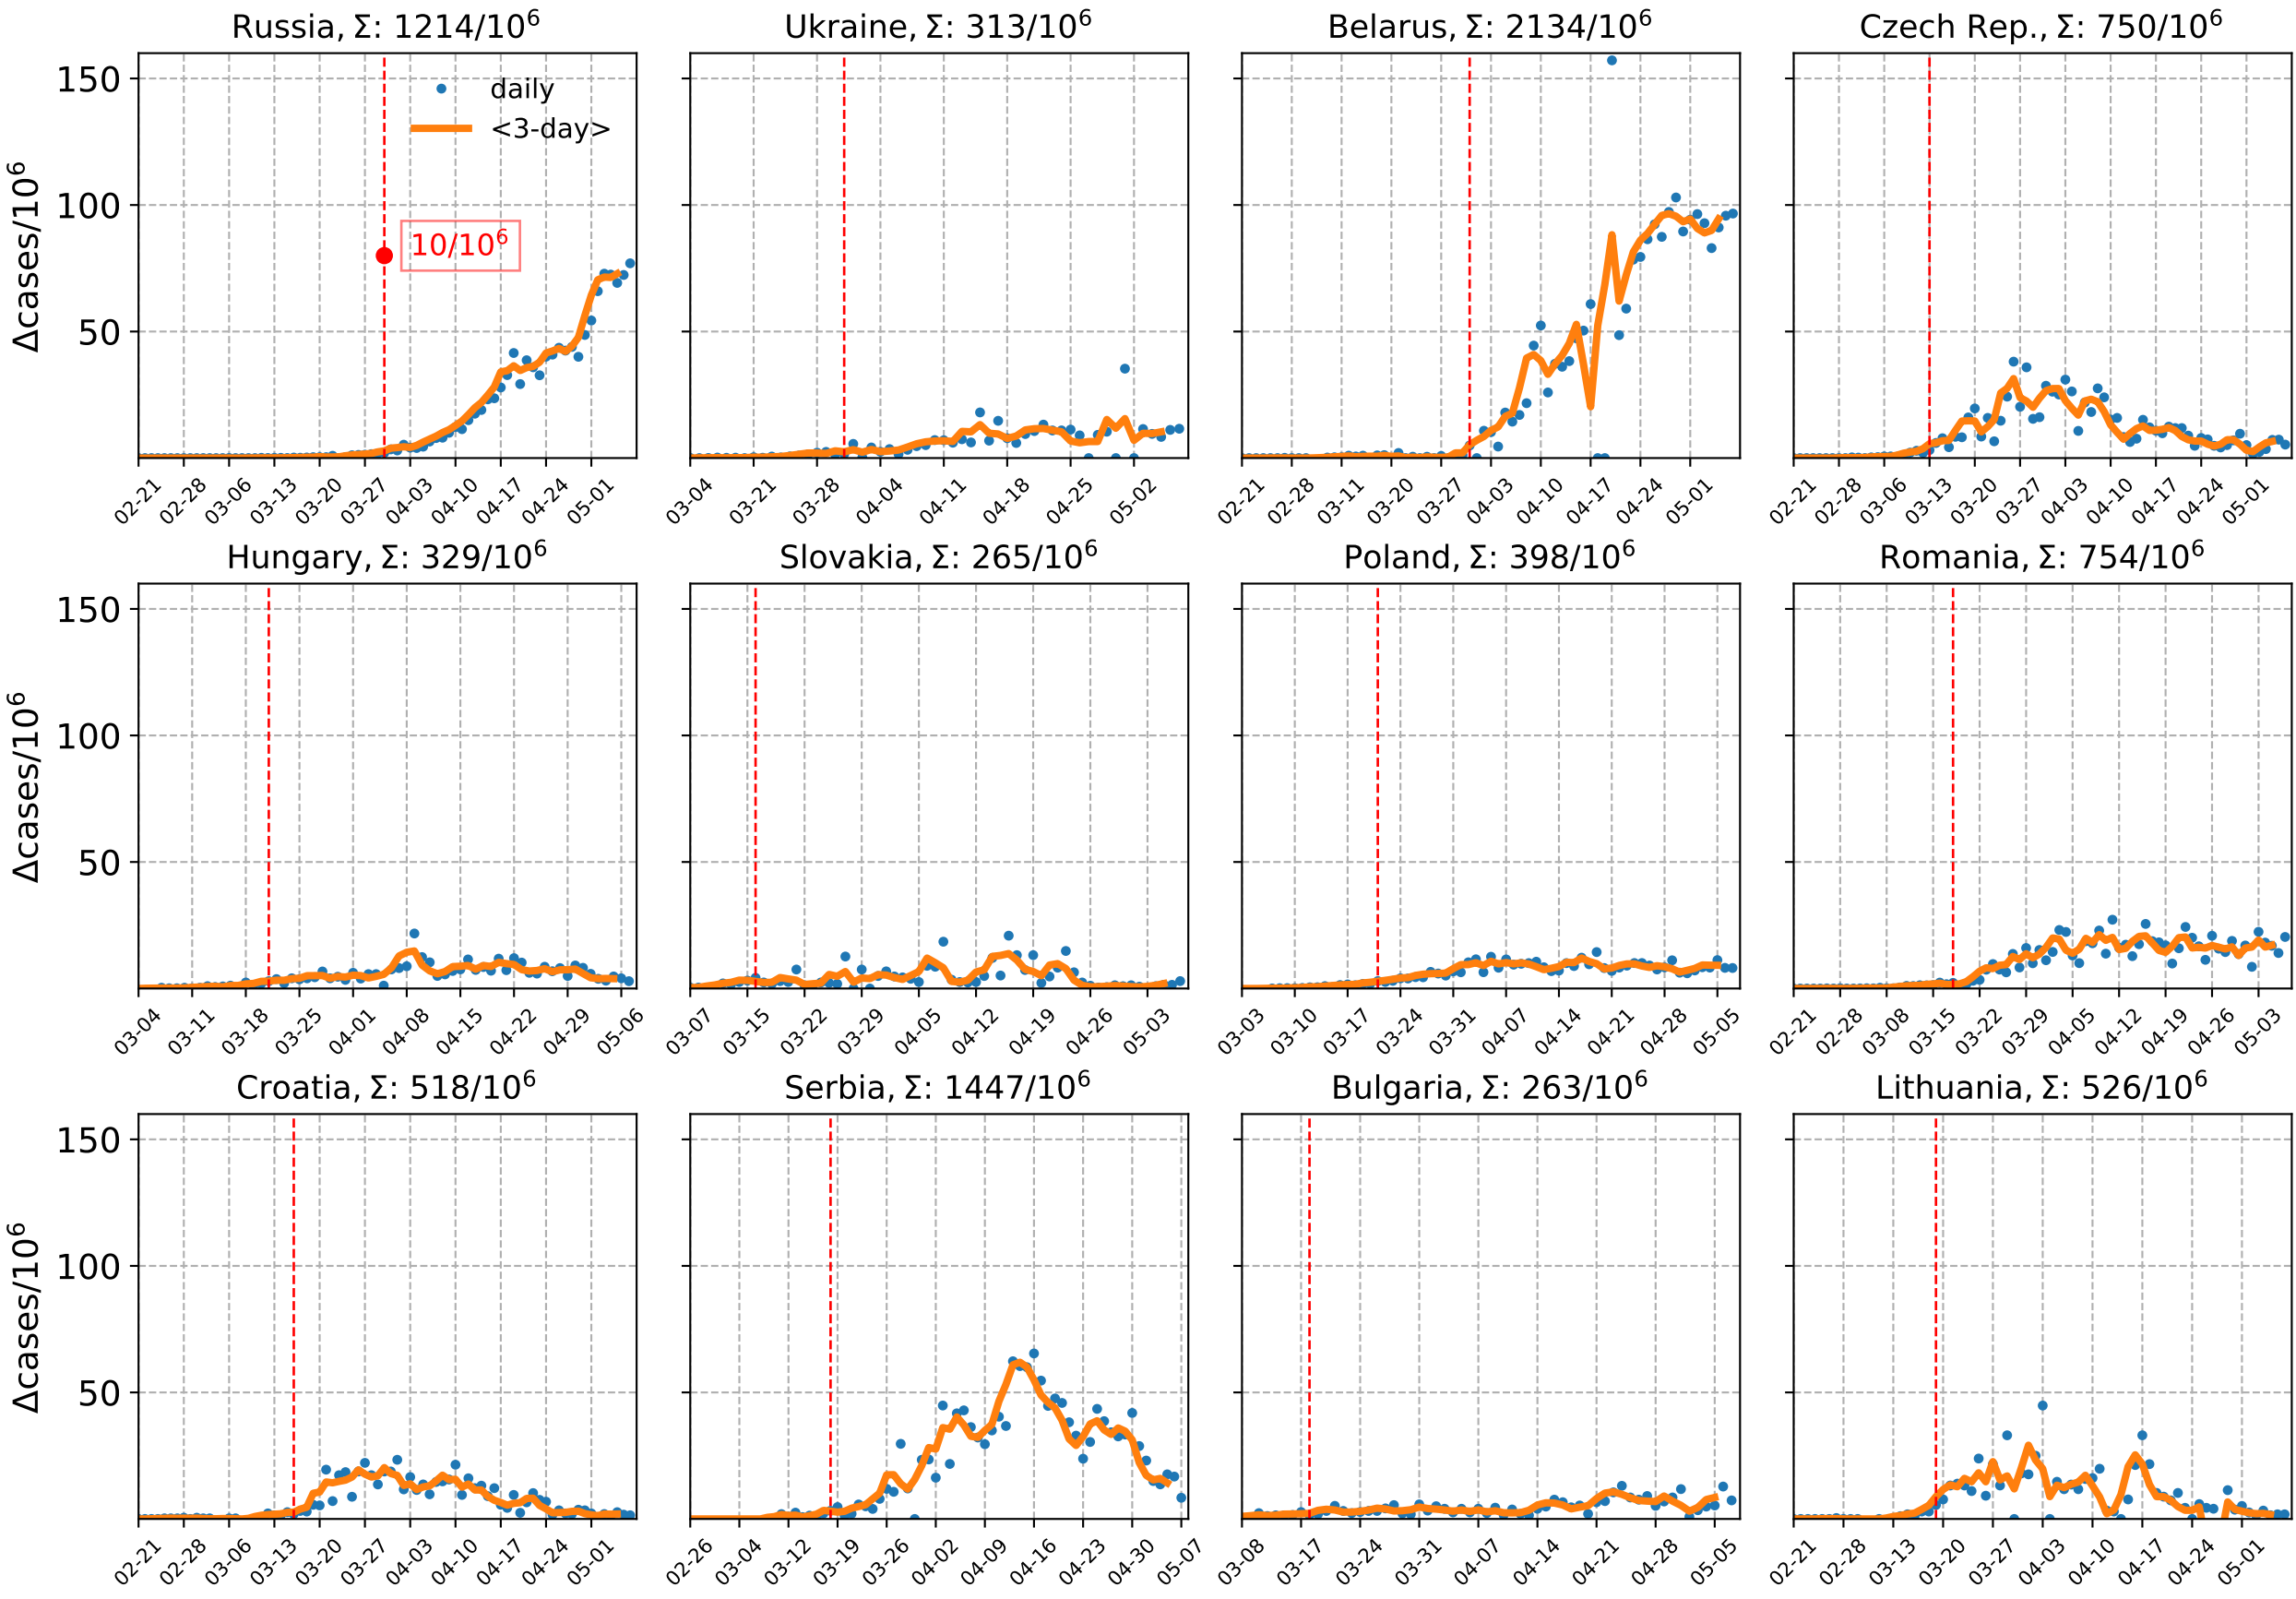 Russia, Σ: 1214/10⁶
Ukraine, Σ: 313/10⁶
Belarus, Σ: 2134/10⁶
Czech Rep., Σ: 750/10⁶
Δcases/10⁶
150
100
50
daily
<3-day>
10/10⁶
02-21 02-28 03-06 03-13 03-20 03-27 04-03 04-10 04-17 04-24 05-01
03-04 03-21 03-28 04-04 04-11 04-18 04-25 05-02
02-21 02-28 03-11 03-20 03-27 04-03 04-10 04-17 04-24 05-01
02-21 02-28 03-06 03-13 03-20 03-27 04-03 04-10 04-17 04-24 05-01
Hungary, Σ: 329/10⁶
Slovakia, Σ: 265/10⁶
Poland, Σ: 398/10⁶
Romania, Σ: 754/10⁶
Δcases/10⁶
150
100
50
03-04 03-11 03-18 03-25 04-01 04-08 04-15 04-22 04-29 05-06
03-07 03-15 03-22 03-29 04-05 04-12 04-19 04-26 05-03
03-03 03-10 03-17 03-24 03-31 04-07 04-14 04-21 04-28 05-05
02-21 02-28 03-08 03-15 03-22 03-29 04-05 04-12 04-19 04-26 05-03
Croatia, Σ: 518/10⁶
Serbia, Σ: 1447/10⁶
Bulgaria, Σ: 263/10⁶
Lithuania, Σ: 526/10⁶
Δcases/10⁶
150
100
50
02-21 02-28 03-06 03-13 03-20 03-27 04-03 04-10 04-17 04-24 05-01
02-26 03-04 03-12 03-19 03-26 04-02 04-09 04-16 04-23 04-30 05-07
03-08 03-17 03-24 03-31 04-07 04-14 04-21 04-28 05-05
02-21 02-28 03-13 03-20 03-27 04-03 04-10 04-17 04-24 05-01